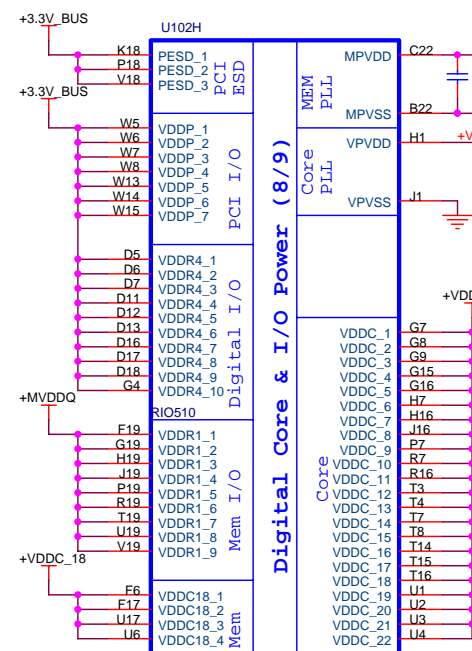 +3.3V_BUS
U102H
K18 PESD_1
P18 PESD_2
V18 PESD_3
PCI ESD
+3.3V_BUS
W5 VDDP_1
W6 VDDP_2
W7 VDDP_3
W8 VDDP_4
W13 VDDP_5
W14 VDDP_6
W15 VDDP_7
PCI I/O
D5 VDDR4_1
D6 VDDR4_2
D7 VDDR4_3
D11 VDDR4_4
D12 VDDR4_5
D13 VDDR4_6
D16 VDDR4_7
D17 VDDR4_8
D18 VDDR4_9
G4 VDDR4_10
Digital I/O
+MVDDQ
RIO510
F19 VDDR1_1
G19 VDDR1_2
H19 VDDR1_3
J19 VDDR1_4
P19 VDDR1_5
R19 VDDR1_6
T19 VDDR1_7
U19 VDDR1_8
V19 VDDR1_9
Mem I/O
+VDDC_18
F6 VDDC18_1
F17 VDDC18_2
U17 VDDC18_3
U6 VDDC18_4
Mem
Digital Core & I/O Power (8/9)
MEM PLL
MPVDD C22
MPVSS B22
Core PLL
VPVDD H1
+V
VPVSS J1
+VDD
Core
VDDC_1 G7
VDDC_2 G8
VDDC_3 G9
VDDC_4 G15
VDDC_5 G16
VDDC_6 H7
VDDC_7 H16
VDDC_8 J16
VDDC_9 P7
VDDC_10 R7
VDDC_11 R16
VDDC_12 T3
VDDC_13 T4
VDDC_14 T7
VDDC_15 T8
VDDC_16 T14
VDDC_17 T15
VDDC_18 T16
VDDC_19 U1
VDDC_20 U2
VDDC_21 U3
VDDC_22 U4